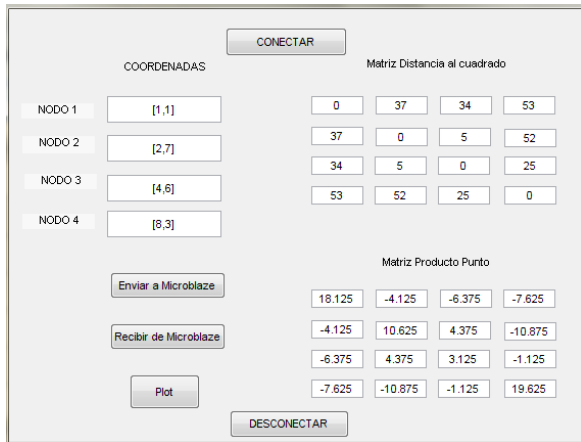 CONECTAR
COORDENADAS
NODO 1 [1,1]
NODO 2 [2,7]
NODO 3 [4,6]
NODO 4 [8,3]
Enviar a Microblaze
Recibir de Microblaze
Plot
Matriz Distancia al cuadrado
0 37 34 53
37 0 5 52
34 5 0 25
53 52 25 0
Matriz Producto Punto
18.125 -4.125 -6.375 -7.625
-4.125 10.625 4.375 -10.875
-6.375 4.375 3.125 -1.125
-7.625 -10.875 -1.125 19.625
DESCONECTAR